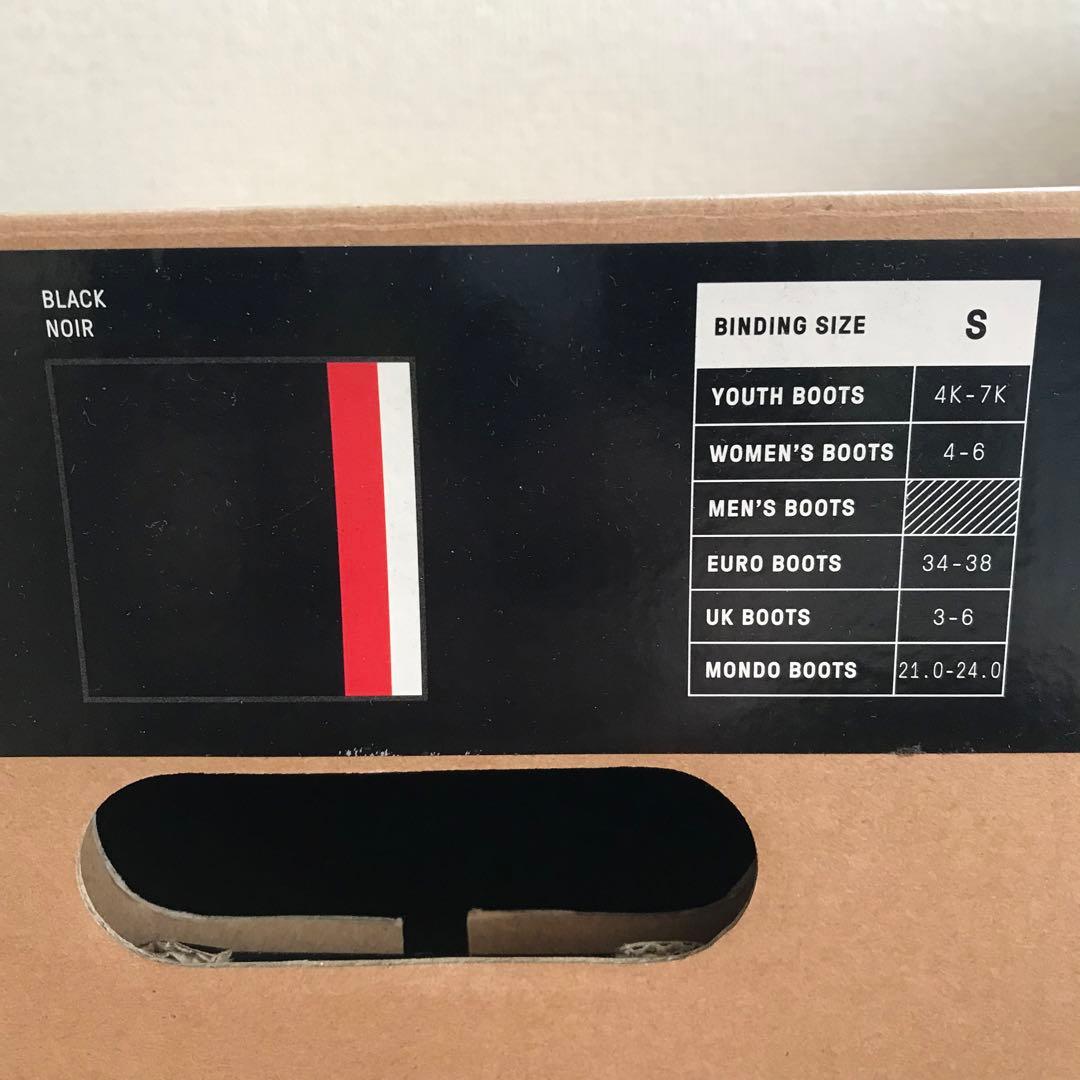 BLACK
NOIR
BINDING SIZE S
YOUTH BOOTS 4K-7K
WOMEN'S BOOTS 4-6
MEN'S BOOTS
EURO BOOTS 34-38
UK BOOTS 3-6
MONDO BOOTS 21.0-24.0